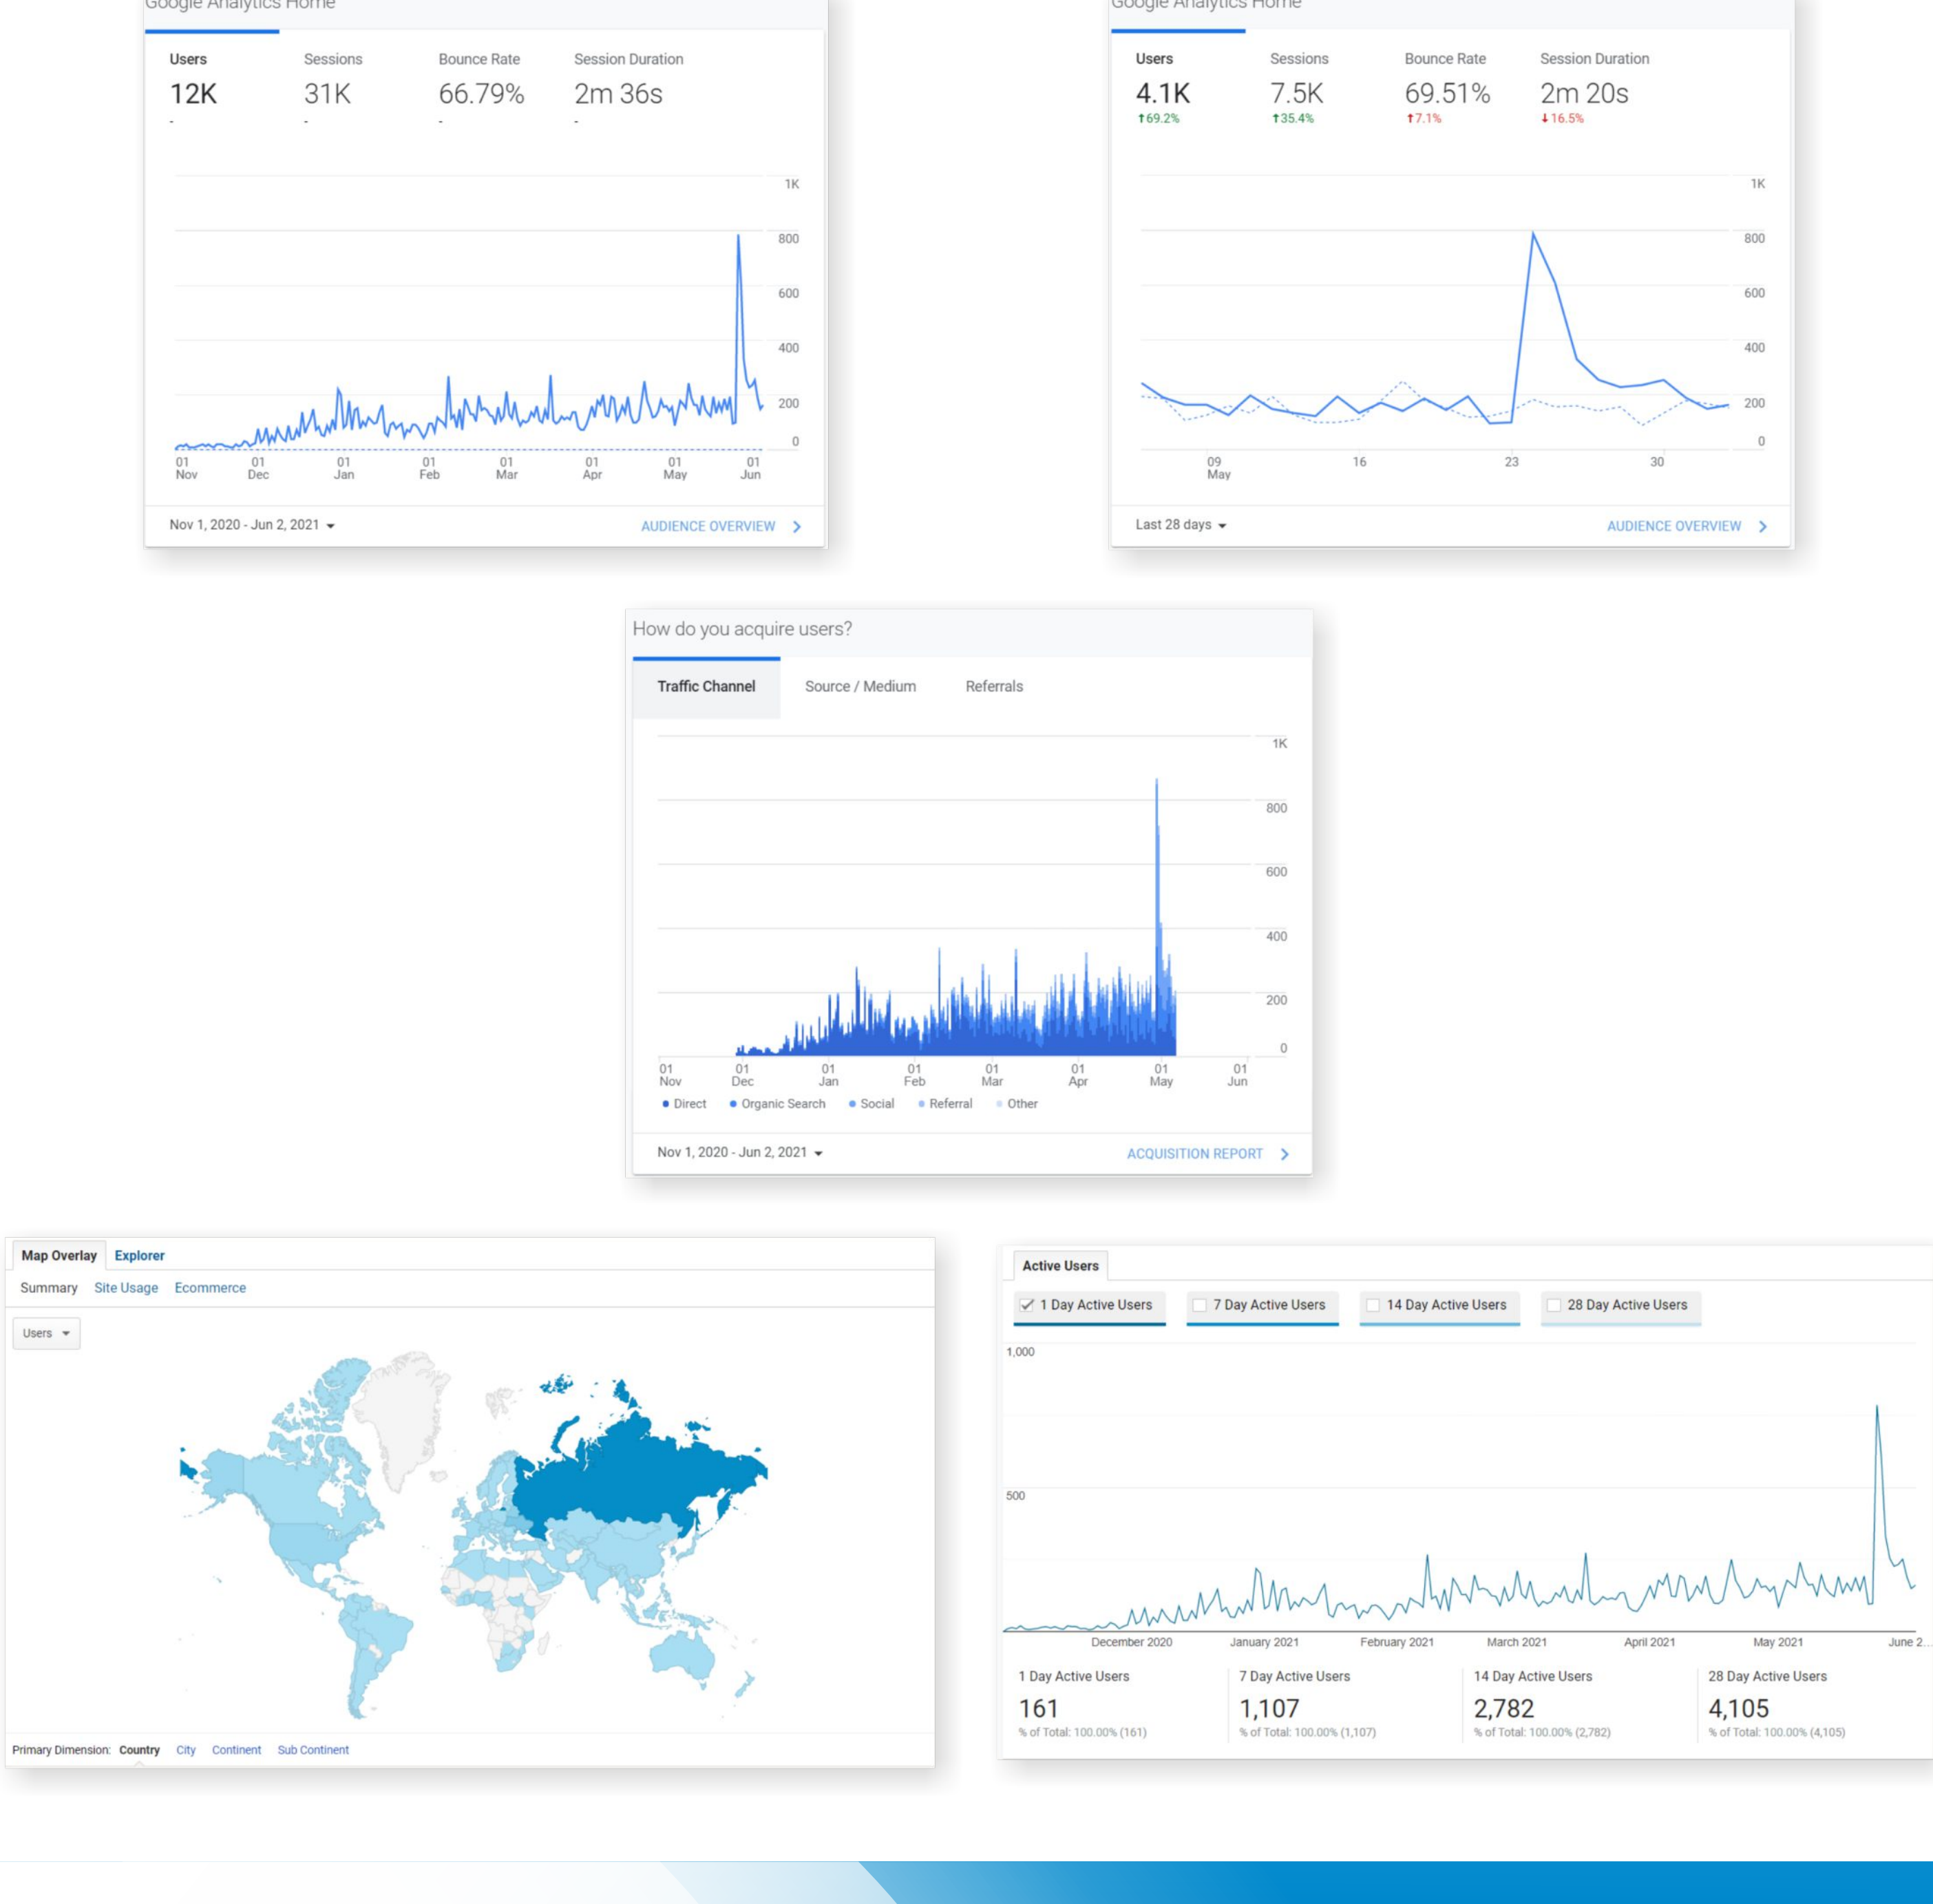 Google Analytics Home
Users Sessions Bounce Rate Session Duration
12K 31K 66.79% 2m 36s
- - - -
1K
800
600
400
200
0
01 01 01 01 01 01 01 01
Nov Dec Jan Feb Mar Apr May Jun
Nov 1, 2020 - Jun 2, 2021 AUDIENCE OVERVIEW
Google Analytics Home
Users Sessions Bounce Rate Session Duration
4.1K 7.5K 69.51% 2m 20s
↑69.2% ↑35.4% ↑7.1% ↓16.5%
1K
800
600
400
200
0
09 16 23 30
May
Last 28 days AUDIENCE OVERVIEW
How do you acquire users?
Traffic Channel Source / Medium Referrals
1K
800
600
400
200
0
01 01 01 01 01 01 01 01
Nov Dec Jan Feb Mar Apr May Jun
Direct Organic Search Social Referral Other
Nov 1, 2020 - Jun 2, 2021 ACQUISITION REPORT
Map Overlay Explorer
Summary Site Usage Ecommerce
Users
Primary Dimension: Country City Continent Sub Continent
Active Users
1 Day Active Users 7 Day Active Users 14 Day Active Users 28 Day Active Users
1,000
500
December 2020 January 2021 February 2021 March 2021 April 2021 May 2021 June 2...
1 Day Active Users 7 Day Active Users 14 Day Active Users 28 Day Active Users
161 1,107 2,782 4,105
% of Total: 100.00% (161) % of Total: 100.00% (1,107) % of Total: 100.00% (2,782) % of Total: 100.00% (4,105)